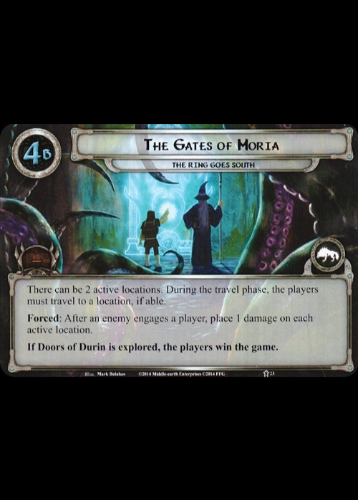 4B
THE GATES OF MORIA
THE RING GOES SOUTH
There can be 2 active locations. During the travel phase, the players
must travel to a location, if able.
Forced: After an enemy engages a player, place 1 damage on each
active location.
If Doors of Durin is explored, the players win the game.
Illus. Mark Bulahao ©2014 Middle-earth Enterprises ©2014 FFG 23